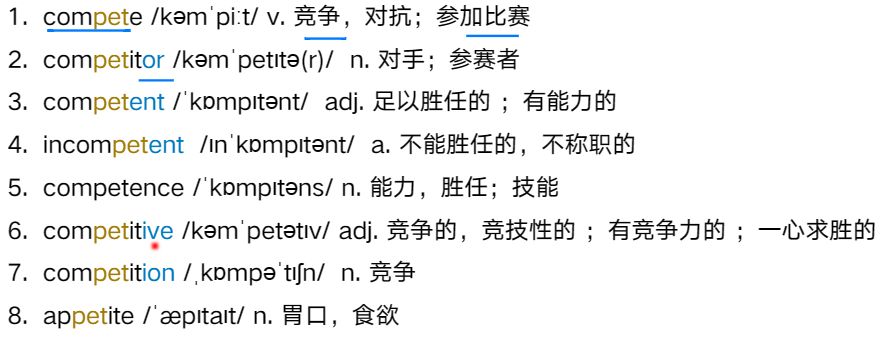 1. compete /kəmˈpiːt/ v. 竞争，对抗；参加比赛
2. competitor /kəmˈpetɪtə(r)/ n. 对手；参赛者
3. competent /ˈkɒmpɪtənt/ adj. 足以胜任的 ；有能力的
4. incompetent /ɪnˈkɒmpɪtənt/ a. 不能胜任的，不称职的
5. competence /ˈkɒmpɪtəns/ n. 能力，胜任；技能
6. competitive /kəmˈpetətɪv/ adj. 竞争的，竞技性的 ；有竞争力的 ；一心求胜的
7. competition /ˌkɒmpəˈtɪʃn/ n. 竞争
8. appetite /ˈæpɪtaɪt/ n. 胃口，食欲